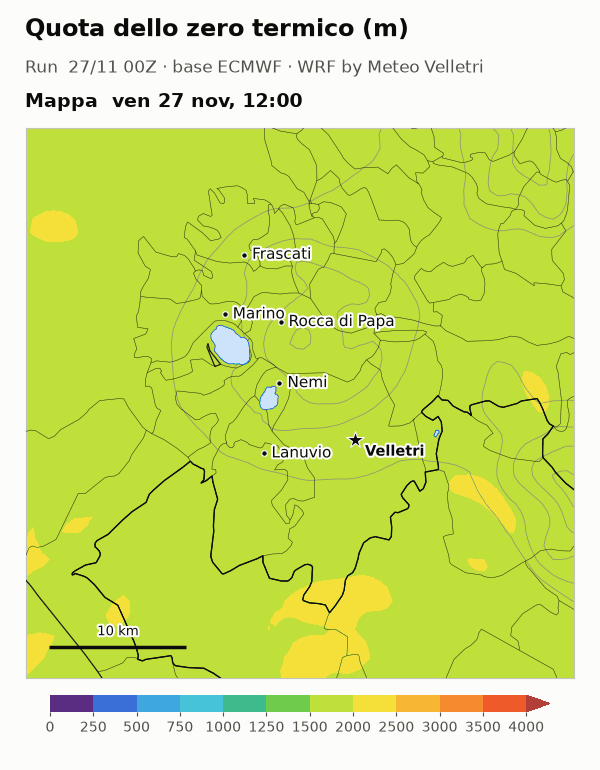 Quota dello zero termico (m)
Run  27/11 00Z · base ECMWF · WRF by Meteo Velletri
Mappa  ven 27 nov, 12:00
Frascati
Marino
Rocca di Papa
Nemi
Velletri
Lanuvio
10 km
0 250 500 750 1000 1250 1500 2000 2500 3000 3500 4000